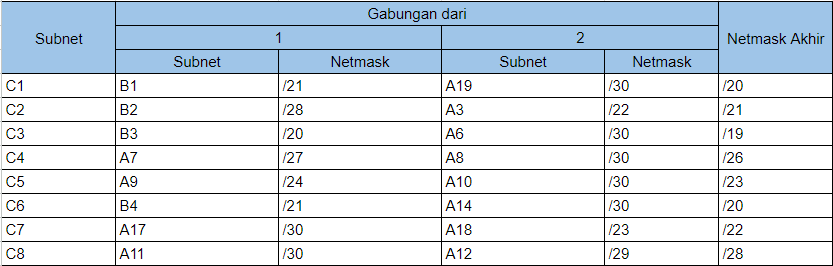 Subnet Gabungan dari Netmask Akhir
1 2
Subnet Netmask Subnet Netmask
C1 B1 /21 A19 /30 /20
C2 B2 /28 A3 /22 /21
C3 B3 /20 A6 /30 /19
C4 A7 /27 A8 /30 /26
C5 A9 /24 A10 /30 /23
C6 B4 /21 A14 /30 /20
C7 A17 /30 A18 /23 /22
C8 A11 /30 A12 /29 /28